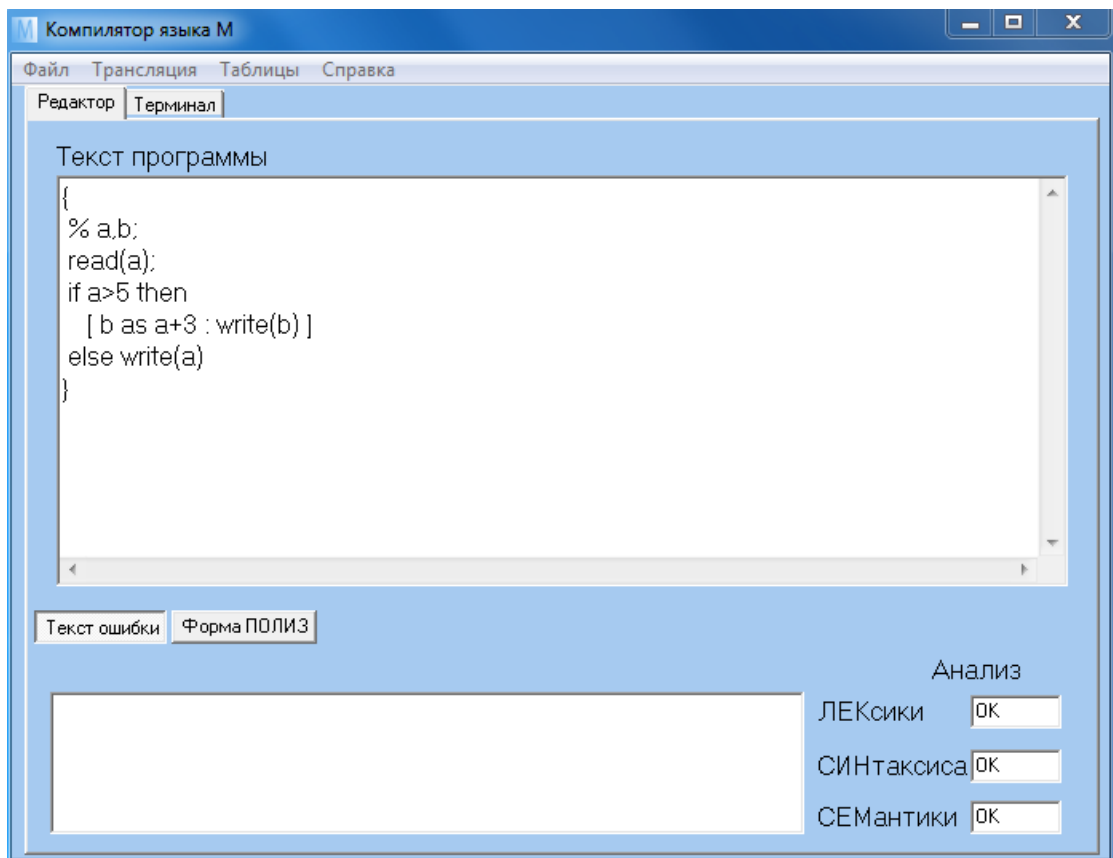 M Компилятор языка М
Файл Трансляция Таблицы Справка
Редактор Терминал
Текст программы
{
% a,b;
read(a);
if a>5 then
[ b as a+3 : write(b) ]
else write(a)
}
Текст ошибки Форма ПОЛИЗ
Анализ
ЛЕКсики OK
СИНтаксиса OK
СЕМантики OK